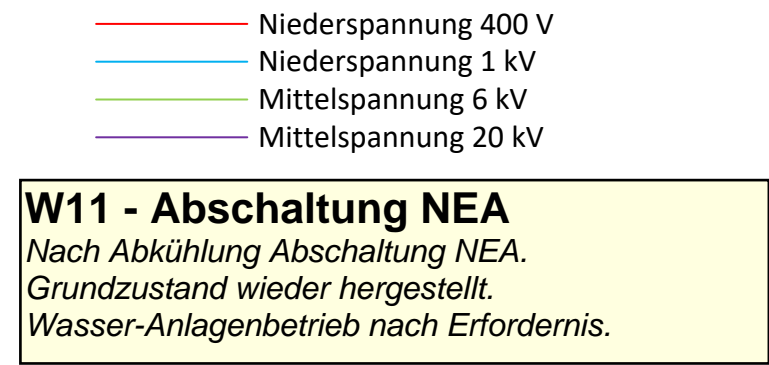 Niederspannung 400 V
Niederspannung 1 kV
Mittelspannung 6 kV
Mittelspannung 20 kV
W11 - Abschaltung NEA
Nach Abkühlung Abschaltung NEA.
Grundzustand wieder hergestellt.
Wasser-Anlagenbetrieb nach Erfordernis.